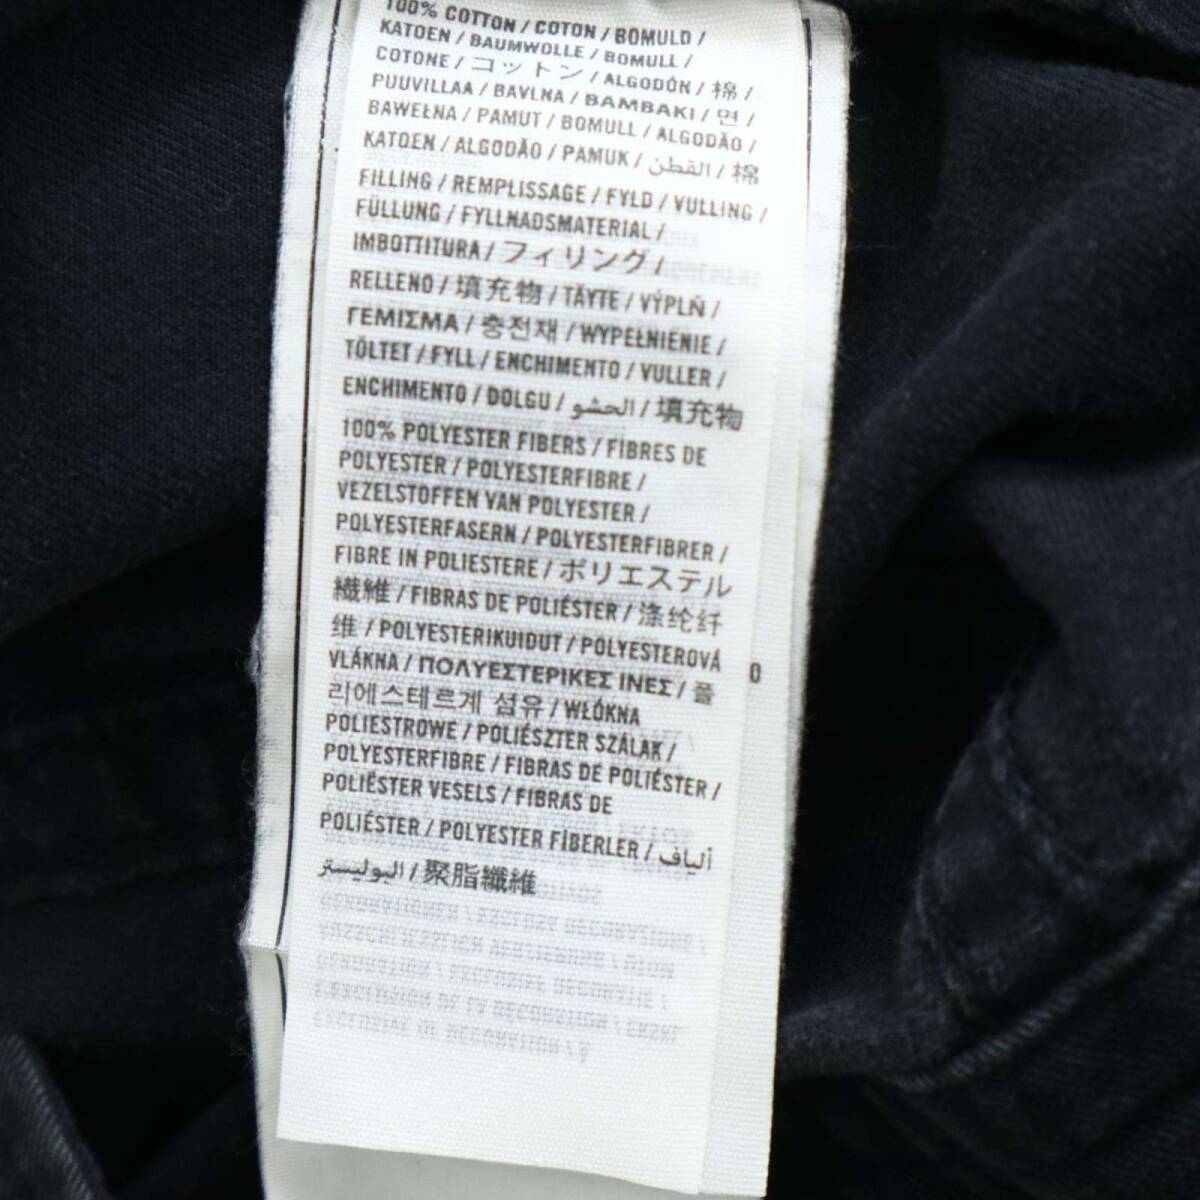 100% COTTON / COTON / BOMULD /
KATOEN / BAUMWOLLE / BOMULL /
COTONE / コットン / ALGODÓN / 棉 /
PUUVILLAA / BAVLNA / BAMBAKI / 면 /
BAWEŁNA / PAMUT / BOMULL / ALGODÃO /
KATOEN / ALGODÃO / PAMUK / القطن / 棉
FILLING / REMPLISSAGE / FYLD / VULLING /
FÜLLUNG / FYLLNADSMATERIAL /
IMBOTTITURA / フィリング /
RELLENO / 填充物 / TÄYTE / VÝPLŇ /
ΓΕΜΙΣΜΑ / 충전재 / WYPEŁNIENIE /
TÖLTET / FYLL / ENCHIMENTO / VULLER /
ENCHIMENTO / DOLGU / الحشو / 填充物
100% POLYESTER FIBERS / FIBRES DE
POLYESTER / POLYESTERFIBRE /
VEZELSTOFFEN VAN POLYESTER /
POLYESTERFASERN / POLYESTERFIBRER /
FIBRE IN POLIESTERE / ポリエステル
繊維 / FIBRAS DE POLIÉSTER / 涤纶纤
维 / POLYESTERIKUIDUT / POLYESTEROVÁ
VLÁKNA / ΠΟΛΥΕΣΤΕΡΙΚΕΣ ΙΝΕΣ / 폴
리에스테르계 섬유 / WŁÓKNA
POLIESTROWE / POLIÉSZTER SZÁLAK /
POLYESTERFIBRE / FIBRAS DE POLIÉSTER /
POLIËSTER VESELS / FIBRAS DE
POLIÉSTER / POLYESTER FİBERLER / ألياف
البوليستر / 聚脂纖維